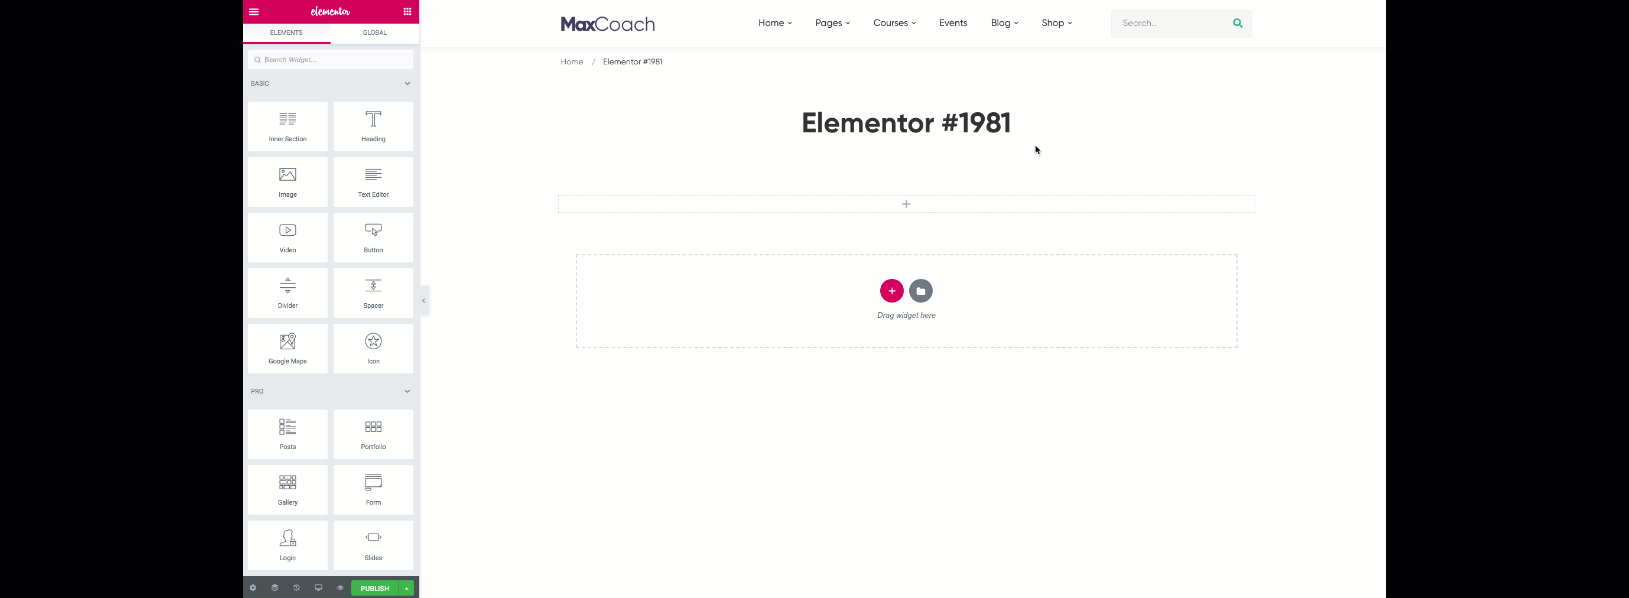 elementor
ELEMENTS GLOBAL
Search Widget...
BASIC
Inner Section Heading
Image Text Editor
Video Button
Divider Spacer
Google Maps Icon
PRO
Posts Portfolio
Gallery Form
Login Slides
PUBLISH
MaxCoach
Home Pages Courses Events Blog Shop
Search..
Home / Elementor #1981
Elementor #1981
Drag widget here